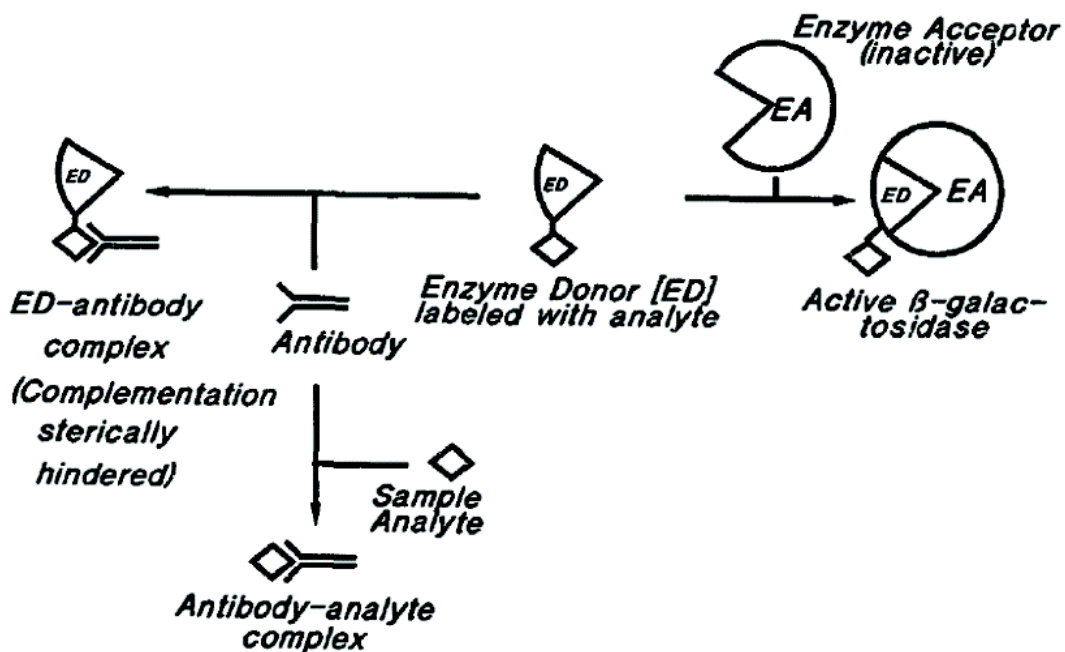 Enzyme Acceptor
(inactive)
EA
ED
ED
ED
EA
ED-antibody
complex
(Complementation
sterically
hindered)
Antibody
Enzyme Donor [ED]
labeled with analyte
Active ß-galac-
tosidase
Sample
Analyte
Antibody-analyte
complex